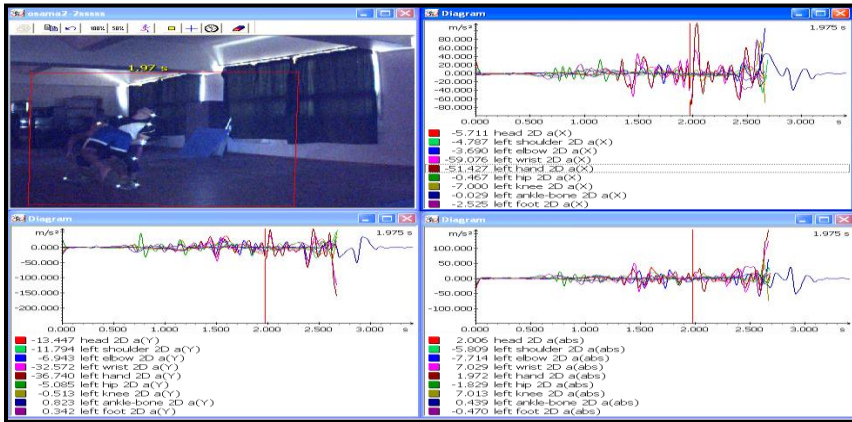 osama2-2sssss
100% 50%
1.97 s
Diagram
m/s² 1.975 s
80.000
60.000
40.000
20.000
0.000
-20.000
-40.000
-60.000
-80.000
0.000 0.500 1.000 1.500 2.000 2.500 3.000 s
-5.711 head 2D a(X)
-4.787 left shoulder 2D a(X)
-3.690 left elbow 2D a(X)
-59.076 left wrist 2D a(X)
-51.427 left hand 2D a(X)
-0.467 left hip 2D a(X)
-7.000 left knee 2D a(X)
-0.029 left ankle-bone 2D a(X)
-2.525 left foot 2D a(X)
Diagram
m/s² 1.975 s
0.000
-50.000
-100.000
-150.000
-200.000
0.000 0.500 1.000 1.500 2.000 2.500 3.000 s
-13.447 head 2D a(Y)
-11.794 left shoulder 2D a(Y)
-6.943 left elbow 2D a(Y)
-32.572 left wrist 2D a(Y)
-36.740 left hand 2D a(Y)
-5.085 left hip 2D a(Y)
-0.513 left knee 2D a(Y)
0.823 left ankle-bone 2D a(Y)
0.342 left foot 2D a(Y)
Diagram
m/s² 1.975 s
100.000
50.000
0.000
-50.000
0.000 0.500 1.000 1.500 2.000 2.500 3.000 s
2.006 head 2D a(abs)
-5.809 left shoulder 2D a(abs)
-7.714 left elbow 2D a(abs)
7.029 left wrist 2D a(abs)
1.972 left hand 2D a(abs)
-1.829 left hip 2D a(abs)
7.013 left knee 2D a(abs)
0.439 left ankle-bone 2D a(abs)
-0.470 left foot 2D a(abs)